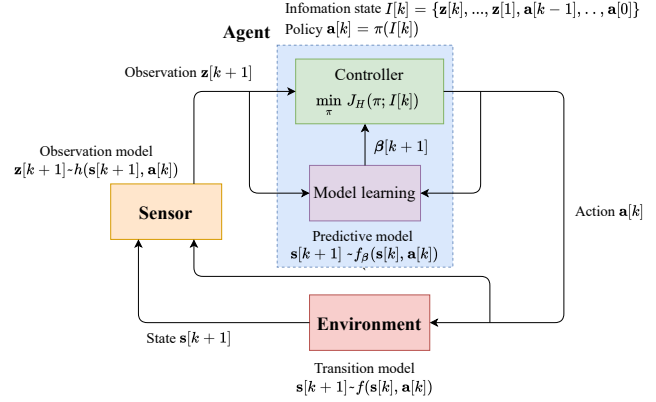 Infomation state I[k] = {z[k], ..., z[1], a[k − 1], . . , a[0]}
Policy a[k] = π(I[k])
Agent
Observation z[k + 1]
Controller
min J_H(π; I[k])
π
β[k + 1]
Observation model
z[k + 1]~h(s[k + 1], a[k])
Model learning
Sensor
Action a[k]
Predictive model
s[k + 1] ~f_β(s[k], a[k])
Environment
State s[k + 1]
Transition model
s[k + 1]~f(s[k], a[k])